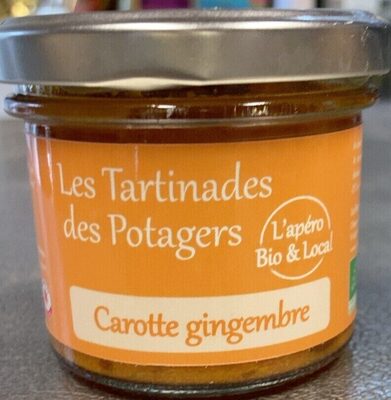 Les Tartinades
des Potagers
L'apéro
Bio & Local
Carotte gingembre